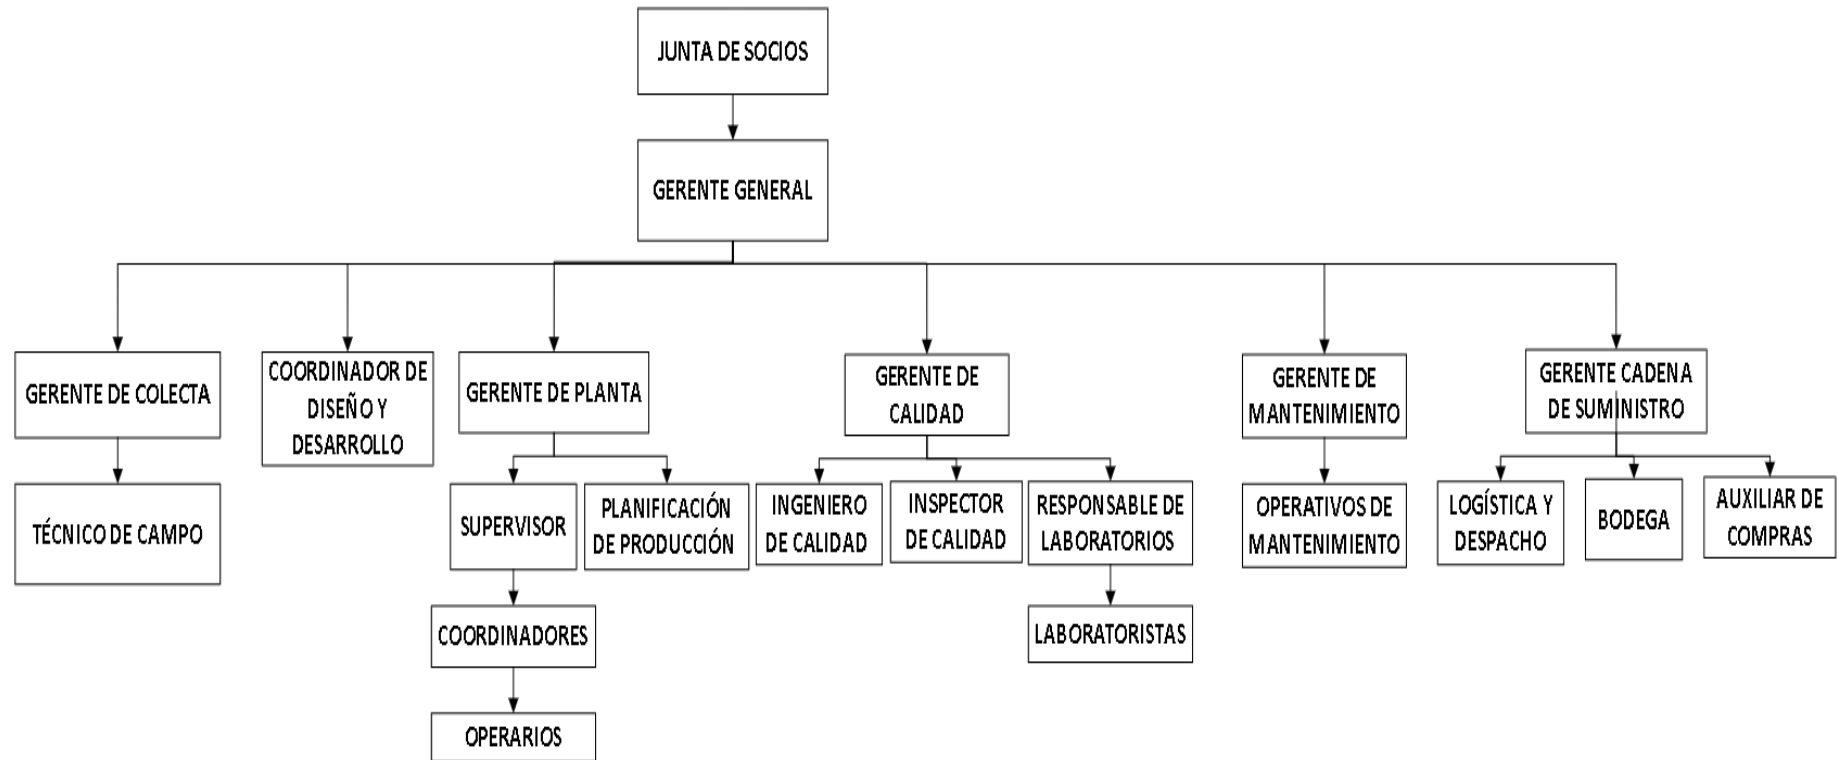 JUNTA DE SOCIOS
GERENTE GENERAL
GERENTE DE COLECTA
COORDINADOR DE
DISEÑO Y
DESARROLLO
GERENTE DE PLANTA
GERENTE DE
CALIDAD
GERENTE DE
MANTENIMIENTO
GERENTE CADENA
DE SUMINISTRO
TÉCNICO DE CAMPO
SUPERVISOR
PLANIFICACIÓN
DE PRODUCCIÓN
INGENIERO
DE CALIDAD
INSPECTOR
DE CALIDAD
RESPONSABLE DE
LABORATORIOS
OPERATIVOS DE
MANTENIMIENTO
LOGÍSTICA Y
DESPACHO
BODEGA
AUXILIAR DE
COMPRAS
COORDINADORES
LABORATORISTAS
OPERARIOS